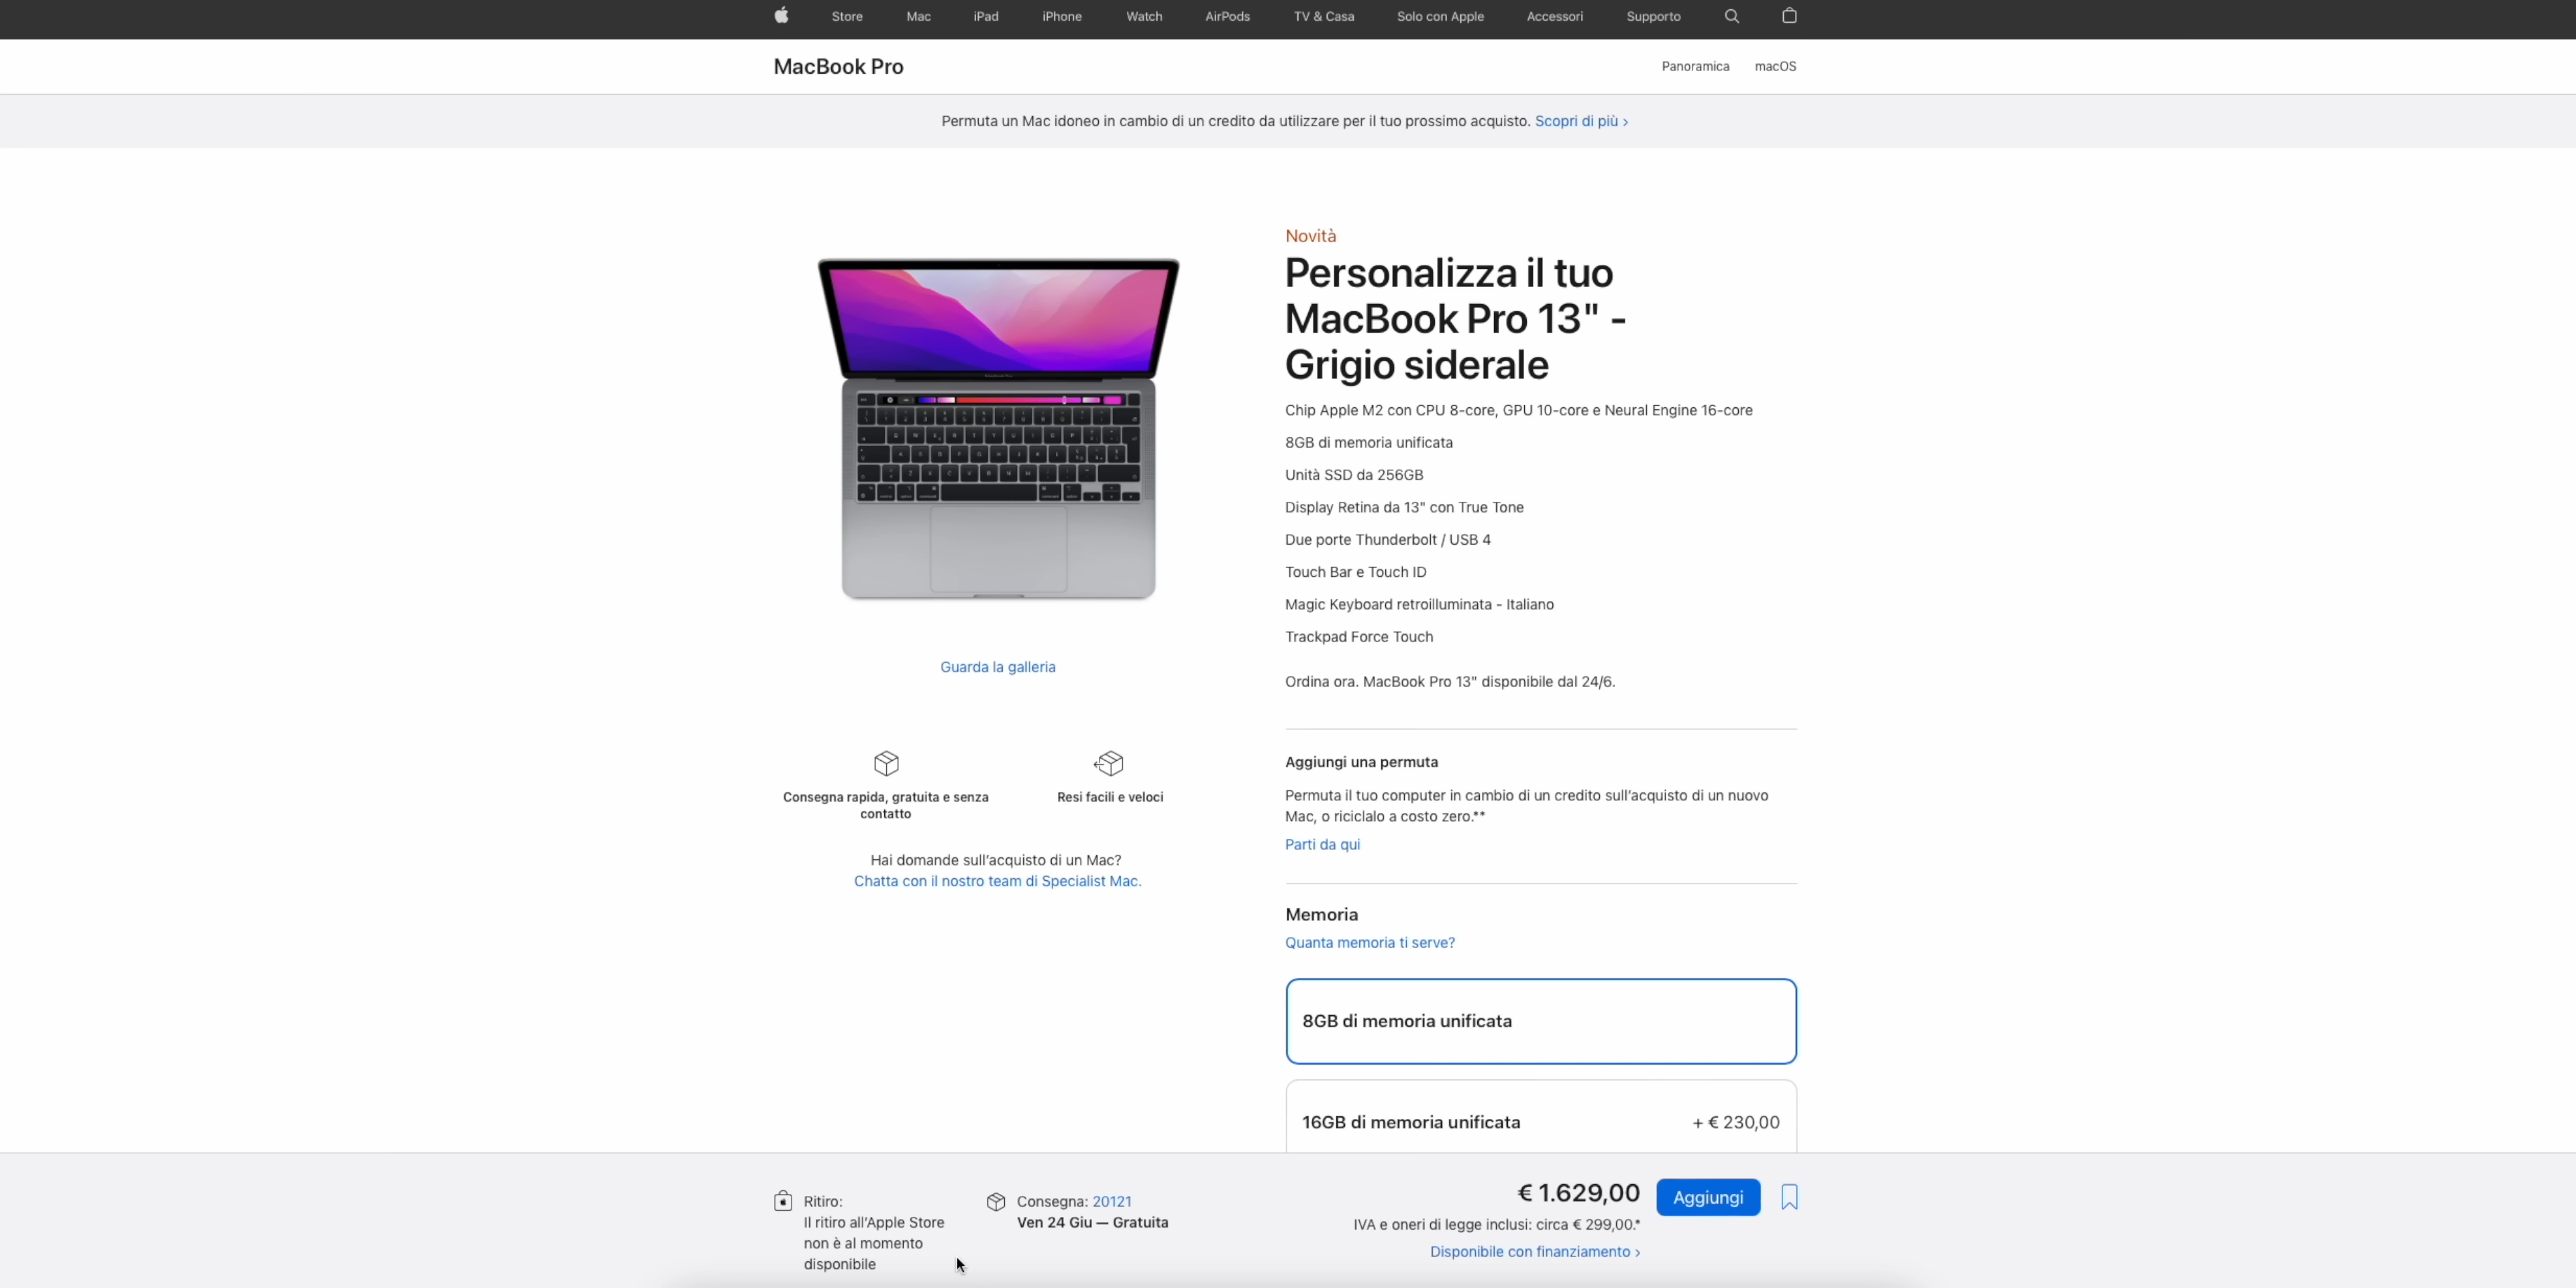 Store Mac iPad iPhone Watch AirPods TV & Casa Solo con Apple Accessori Supporto
MacBook Pro
Panoramica macOS
Permuta un Mac idoneo in cambio di un credito da utilizzare per il tuo prossimo acquisto. Scopri di più >
Novità
Personalizza il tuo
MacBook Pro 13" -
Grigio siderale
Chip Apple M2 con CPU 8-core, GPU 10-core e Neural Engine 16-core
8GB di memoria unificata
Unità SSD da 256GB
Display Retina da 13" con True Tone
Due porte Thunderbolt / USB 4
Touch Bar e Touch ID
Magic Keyboard retroilluminata - Italiano
Trackpad Force Touch
Ordina ora. MacBook Pro 13" disponibile dal 24/6.
Guarda la galleria
Consegna rapida, gratuita e senza
contatto
Resi facili e veloci
Hai domande sull'acquisto di un Mac?
Chatta con il nostro team di Specialist Mac.
Aggiungi una permuta
Permuta il tuo computer in cambio di un credito sull'acquisto di un nuovo
Mac, o riciclalo a costo zero.**
Parti da qui
Memoria
Quanta memoria ti serve?
8GB di memoria unificata
16GB di memoria unificata + € 230,00
Ritiro:
Il ritiro all'Apple Store
non è al momento
disponibile
Consegna: 20121
Ven 24 Giu — Gratuita
€ 1.629,00
IVA e oneri di legge inclusi: circa € 299,00.*
Disponibile con finanziamento >
Aggiungi